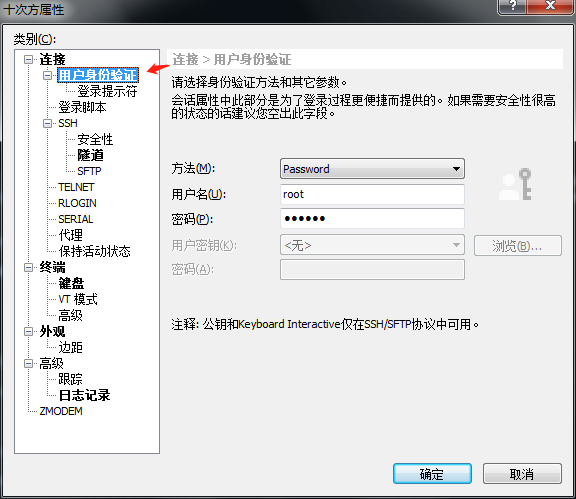 十次方属性
类别(C):
连接
用户身份验证
登录提示符
登录脚本
SSH
安全性
隧道
SFTP
TELNET
RLOGIN
SERIAL
代理
保持活动状态
终端
键盘
VT 模式
高级
外观
边距
高级
跟踪
日志记录
ZMODEM
连接 > 用户身份验证
请选择身份验证方法和其它参数。
会话属性中此部分是为了登录过程更便捷而提供的。如果需要安全性很高
的状态的话建议您空出此字段。
方法(M): Password
用户名(U): root
密码(P): ●●●●●●
用户密钥(K): <无> 浏览(B)...
密码(A):
注释: 公钥和Keyboard Interactive仅在SSH/SFTP协议中可用。
确定 取消